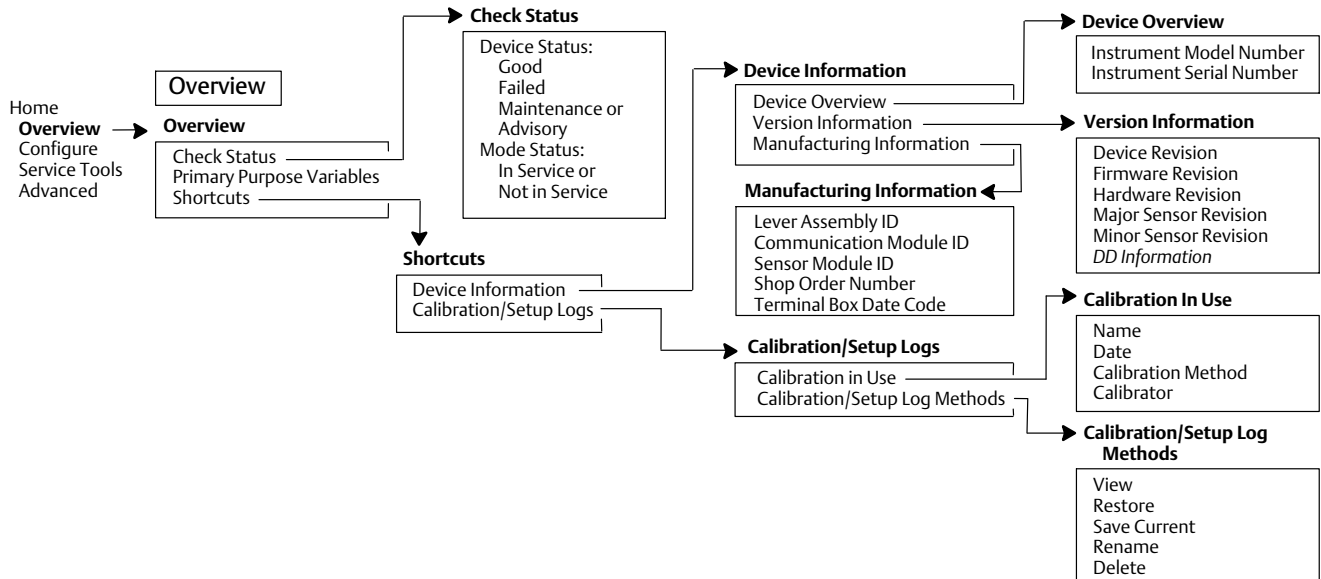 Overview
Home
Overview
Configure
Service Tools
Advanced
Overview
Check Status
Primary Purpose Variables
Shortcuts
Check Status
Device Status:
Good
Failed
Maintenance or
Advisory
Mode Status:
In Service or
Not in Service
Shortcuts
Device Information
Calibration/Setup Logs
Device Information
Device Overview
Version Information
Manufacturing Information
Manufacturing Information
Lever Assembly ID
Communication Module ID
Sensor Module ID
Shop Order Number
Terminal Box Date Code
Calibration/Setup Logs
Calibration in Use
Calibration/Setup Log Methods
Device Overview
Instrument Model Number
Instrument Serial Number
Version Information
Device Revision
Firmware Revision
Hardware Revision
Major Sensor Revision
Minor Sensor Revision
DD Information
Calibration In Use
Name
Date
Calibration Method
Calibrator
Calibration/Setup Log
Methods
View
Restore
Save Current
Rename
Delete